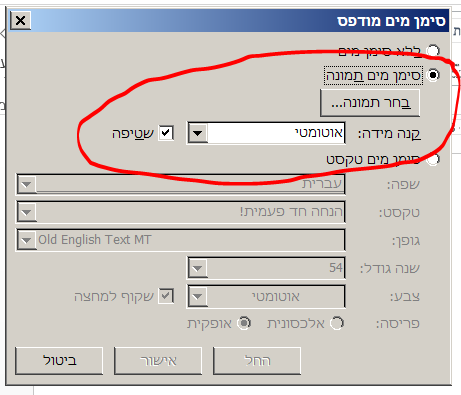 סימן מים מודפס
ללא סימן מים
סימן מים תמונה
בחר תמונה...
קנה מידה: אוטומטי שטיפה
סימן מים טקסט
שפה: עברית
טקסט: הנחה חד פעמית!
גופן: Old English Text MT
שנה גודל: 54
צבע: אוטומטי שקוף למחצה
פריסה: אלכסונית אופקית
החל אישור ביטול